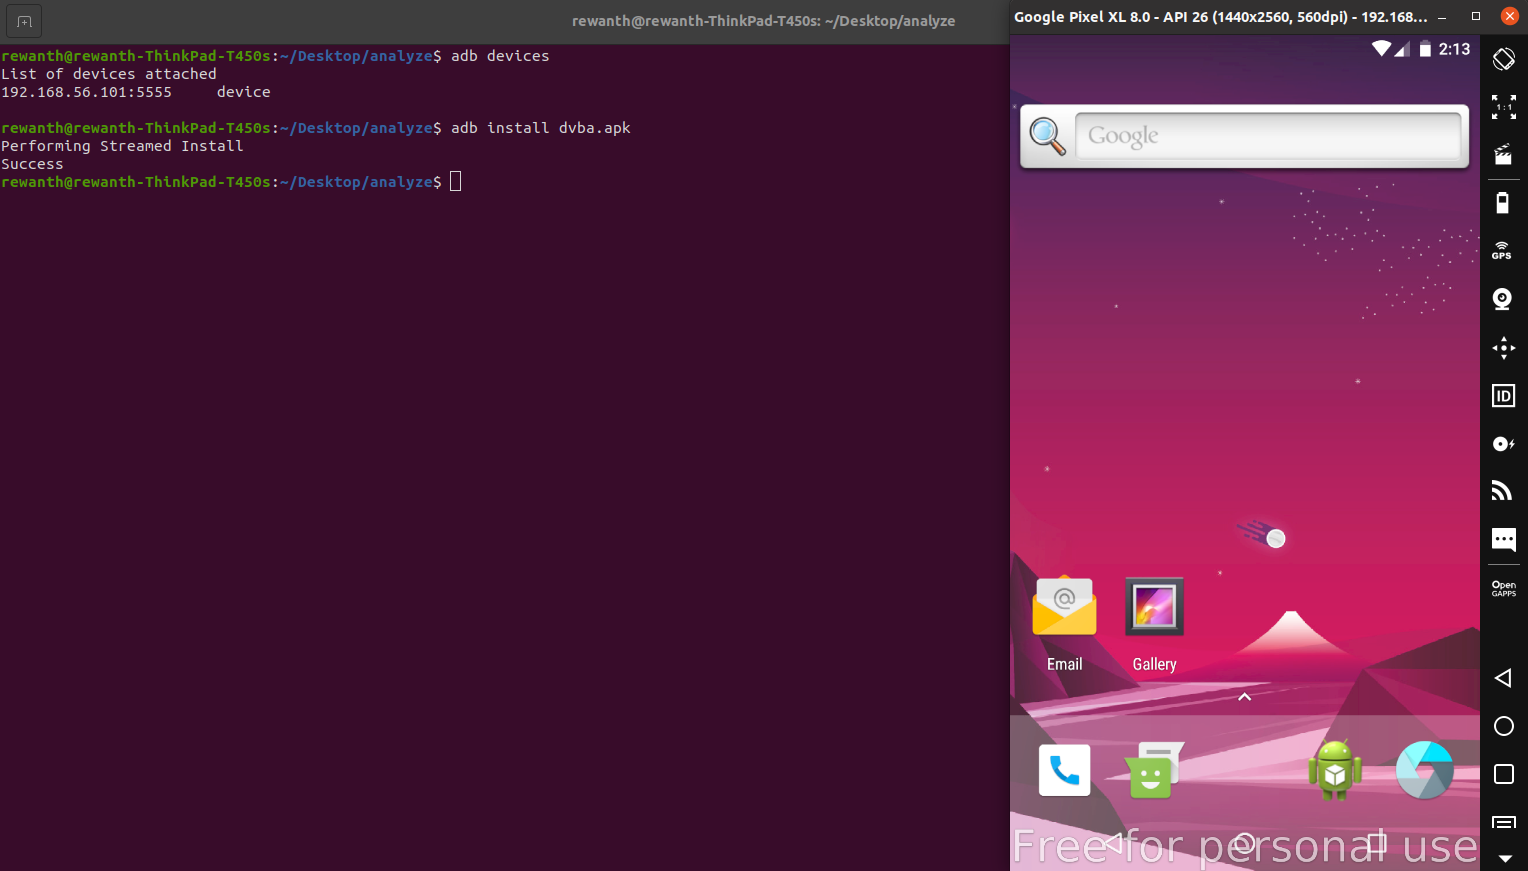 rewanth@rewanth-ThinkPad-T450s: ~/Desktop/analyze
rewanth@rewanth-ThinkPad-T450s:~/Desktop/analyze$ adb devices
List of devices attached
192.168.56.101:5555     device
rewanth@rewanth-ThinkPad-T450s:~/Desktop/analyze$ adb install dvba.apk
Performing Streamed Install
Success
rewanth@rewanth-ThinkPad-T450s:~/Desktop/analyze$
Google Pixel XL 8.0 - API 26 (1440x2560, 560dpi) - 192.168...
2:13
Google
Email
Gallery
Free for personal use
1:1
GPS
ID
Open
GAPPS